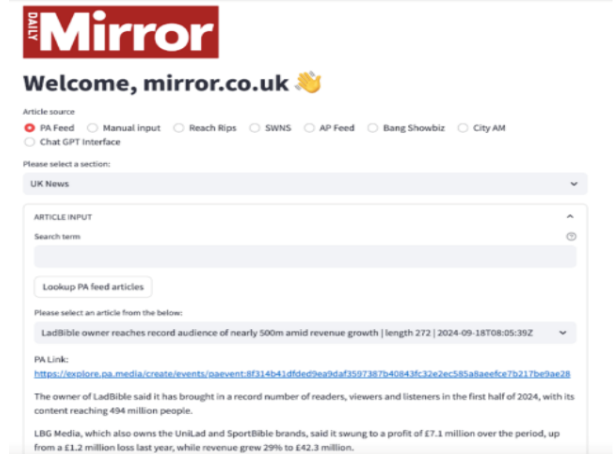 DAILY Mirror
Welcome, mirror.co.uk 👋
Article source
PA Feed Manual input Reach Rips SWNS AP Feed Bang Showbiz City AM
Chat GPT Interface
Please select a section:
UK News
ARTICLE INPUT
Search term
Lookup PA feed articles
Please select an article from the below:
LadBible owner reaches record audience of nearly 500m amid revenue growth | length 272 | 2024-09-18T08:05:39Z
PA Link:
https://explore.pa.media/create/events/paevent:8f314b41dfded9ea9daf3597387b40843fc32e2ec585a8aeefce7b217be9ae28
The owner of LadBible said it has brought in a record number of readers, viewers and listeners in the first half of 2024, with its
content reaching 494 million people.
LBG Media, which also owns the UniLad and SportBible brands, said it swung to a profit of £7.1 million over the period, up
from a £1.2 million loss last year, while revenue grew 29% to £42.3 million.